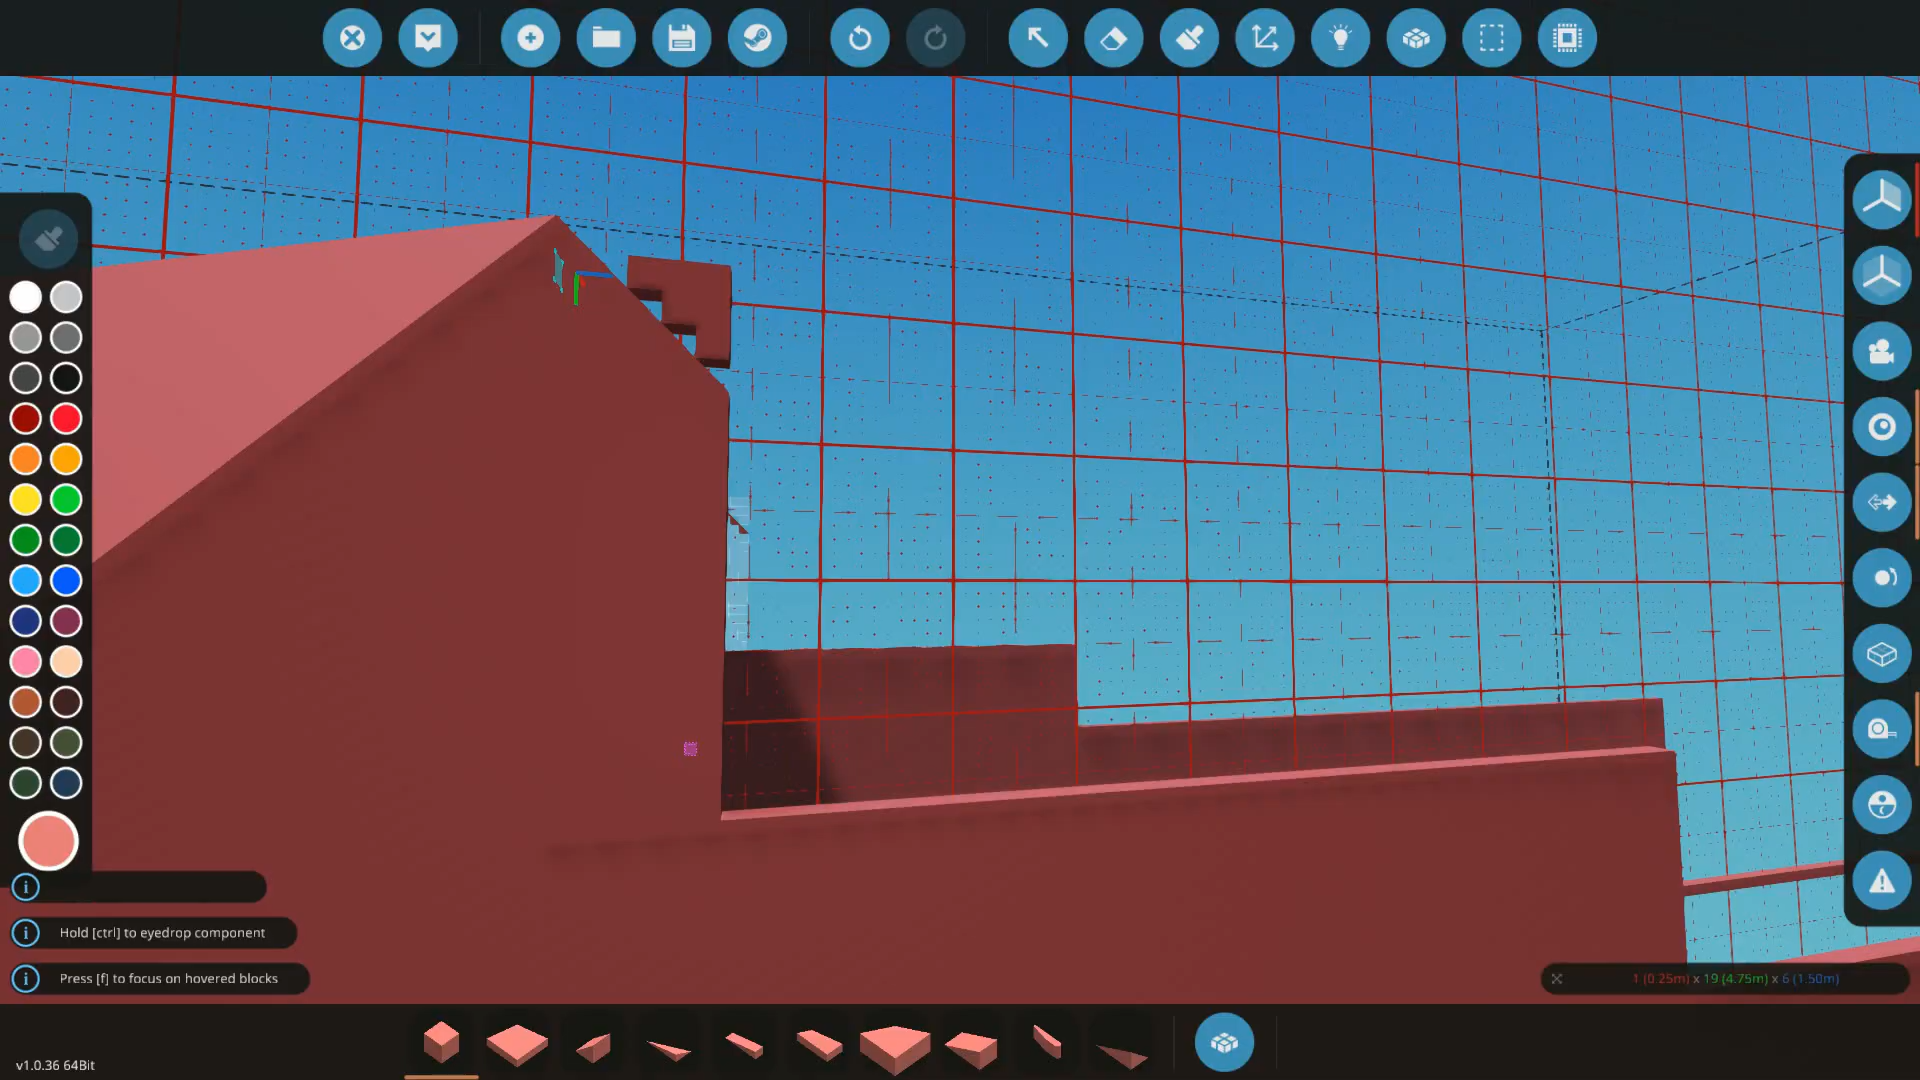 Hold [ctrl] to eyedrop component
Press [f] to focus on hovered blocks
1 (0.25m) x 19 (4.75m) x 6 (1.50m)
v1.0.36 64Bit